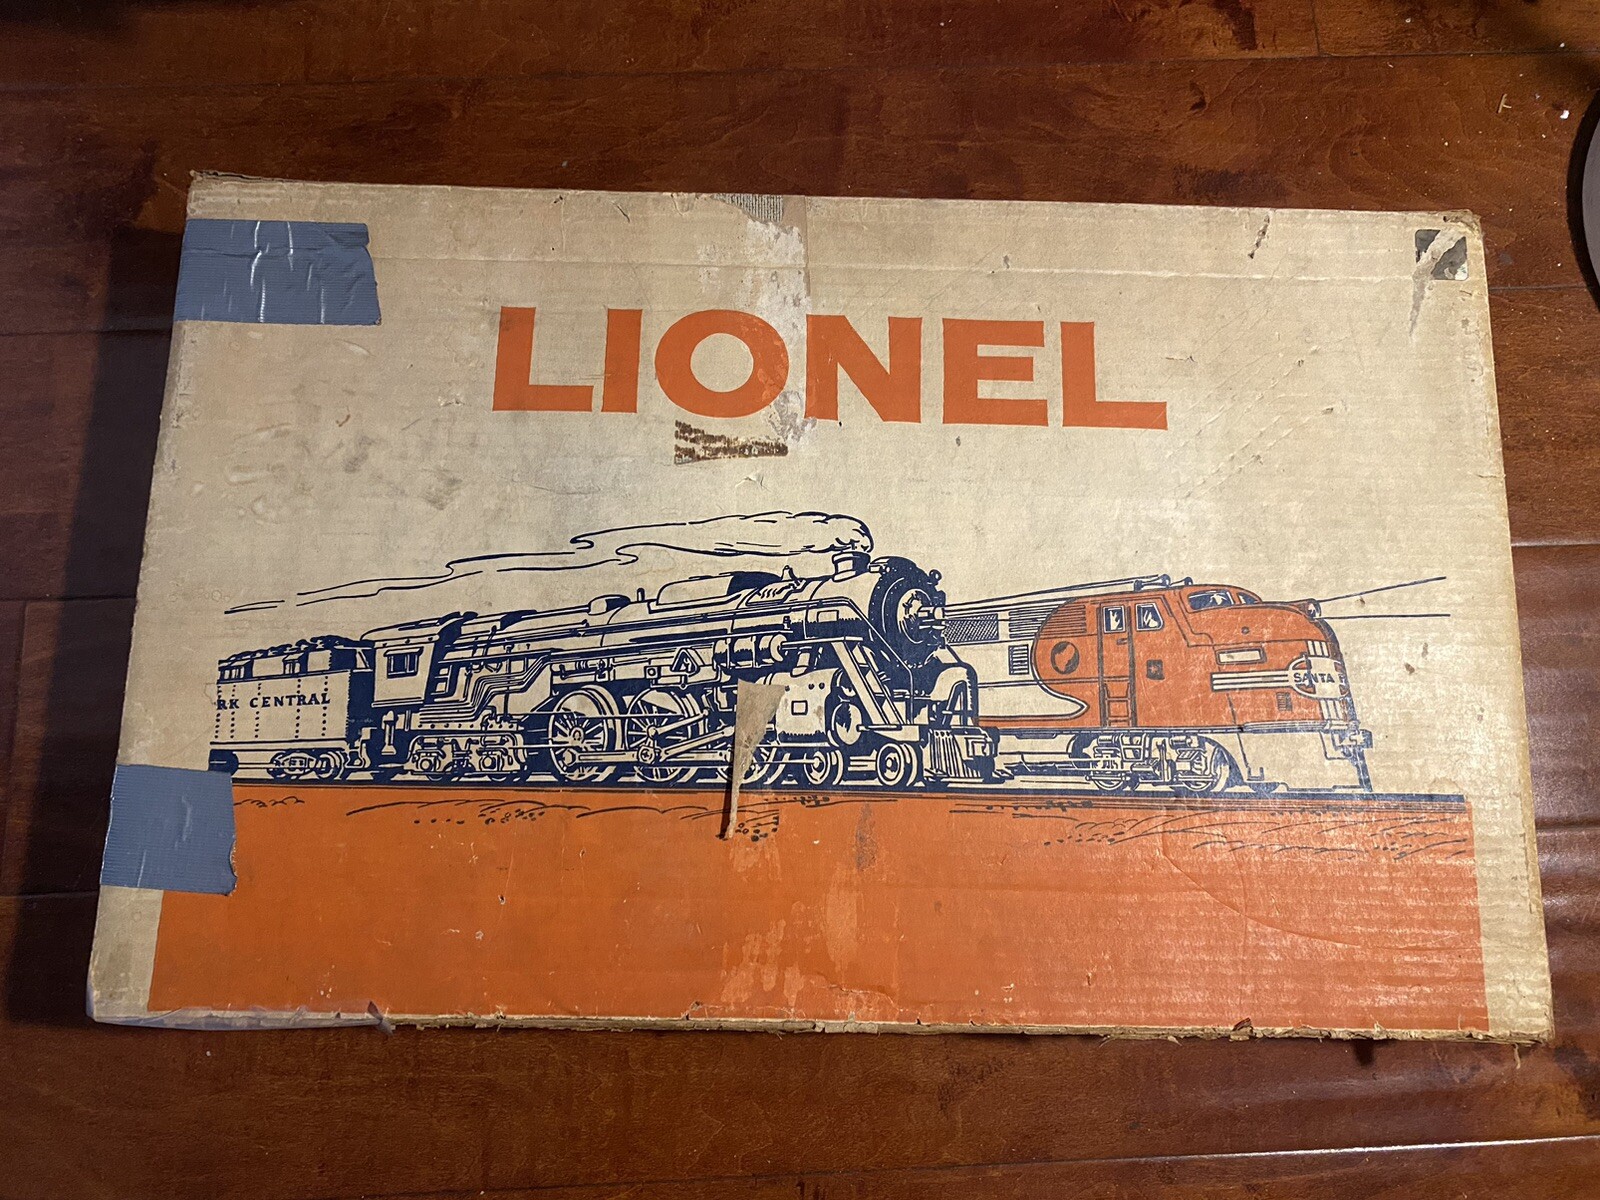 LIONEL
RK CENTRAL
SANTA F